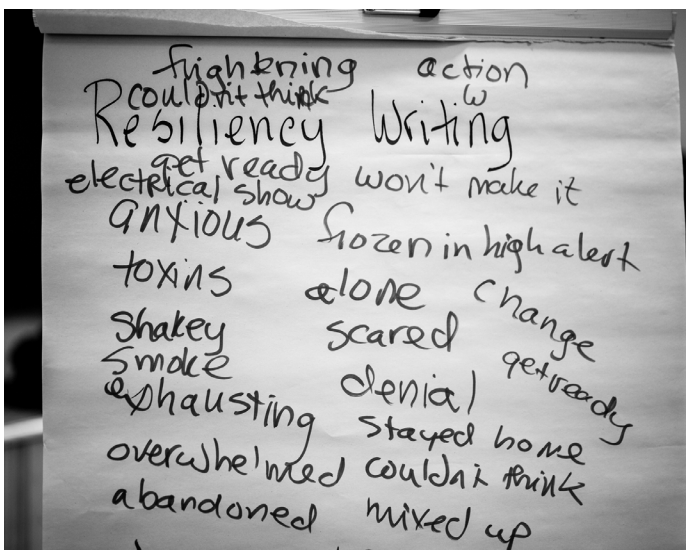 frightening action
couldn't think w
Resiliency Writing
get ready won't make it
electrical show
anxious frozen in high alert
toxins alone change
Shakey scared get ready
Smoke denial
exhausting stayed home
overwhelmed couldn't think
abandoned mixed up